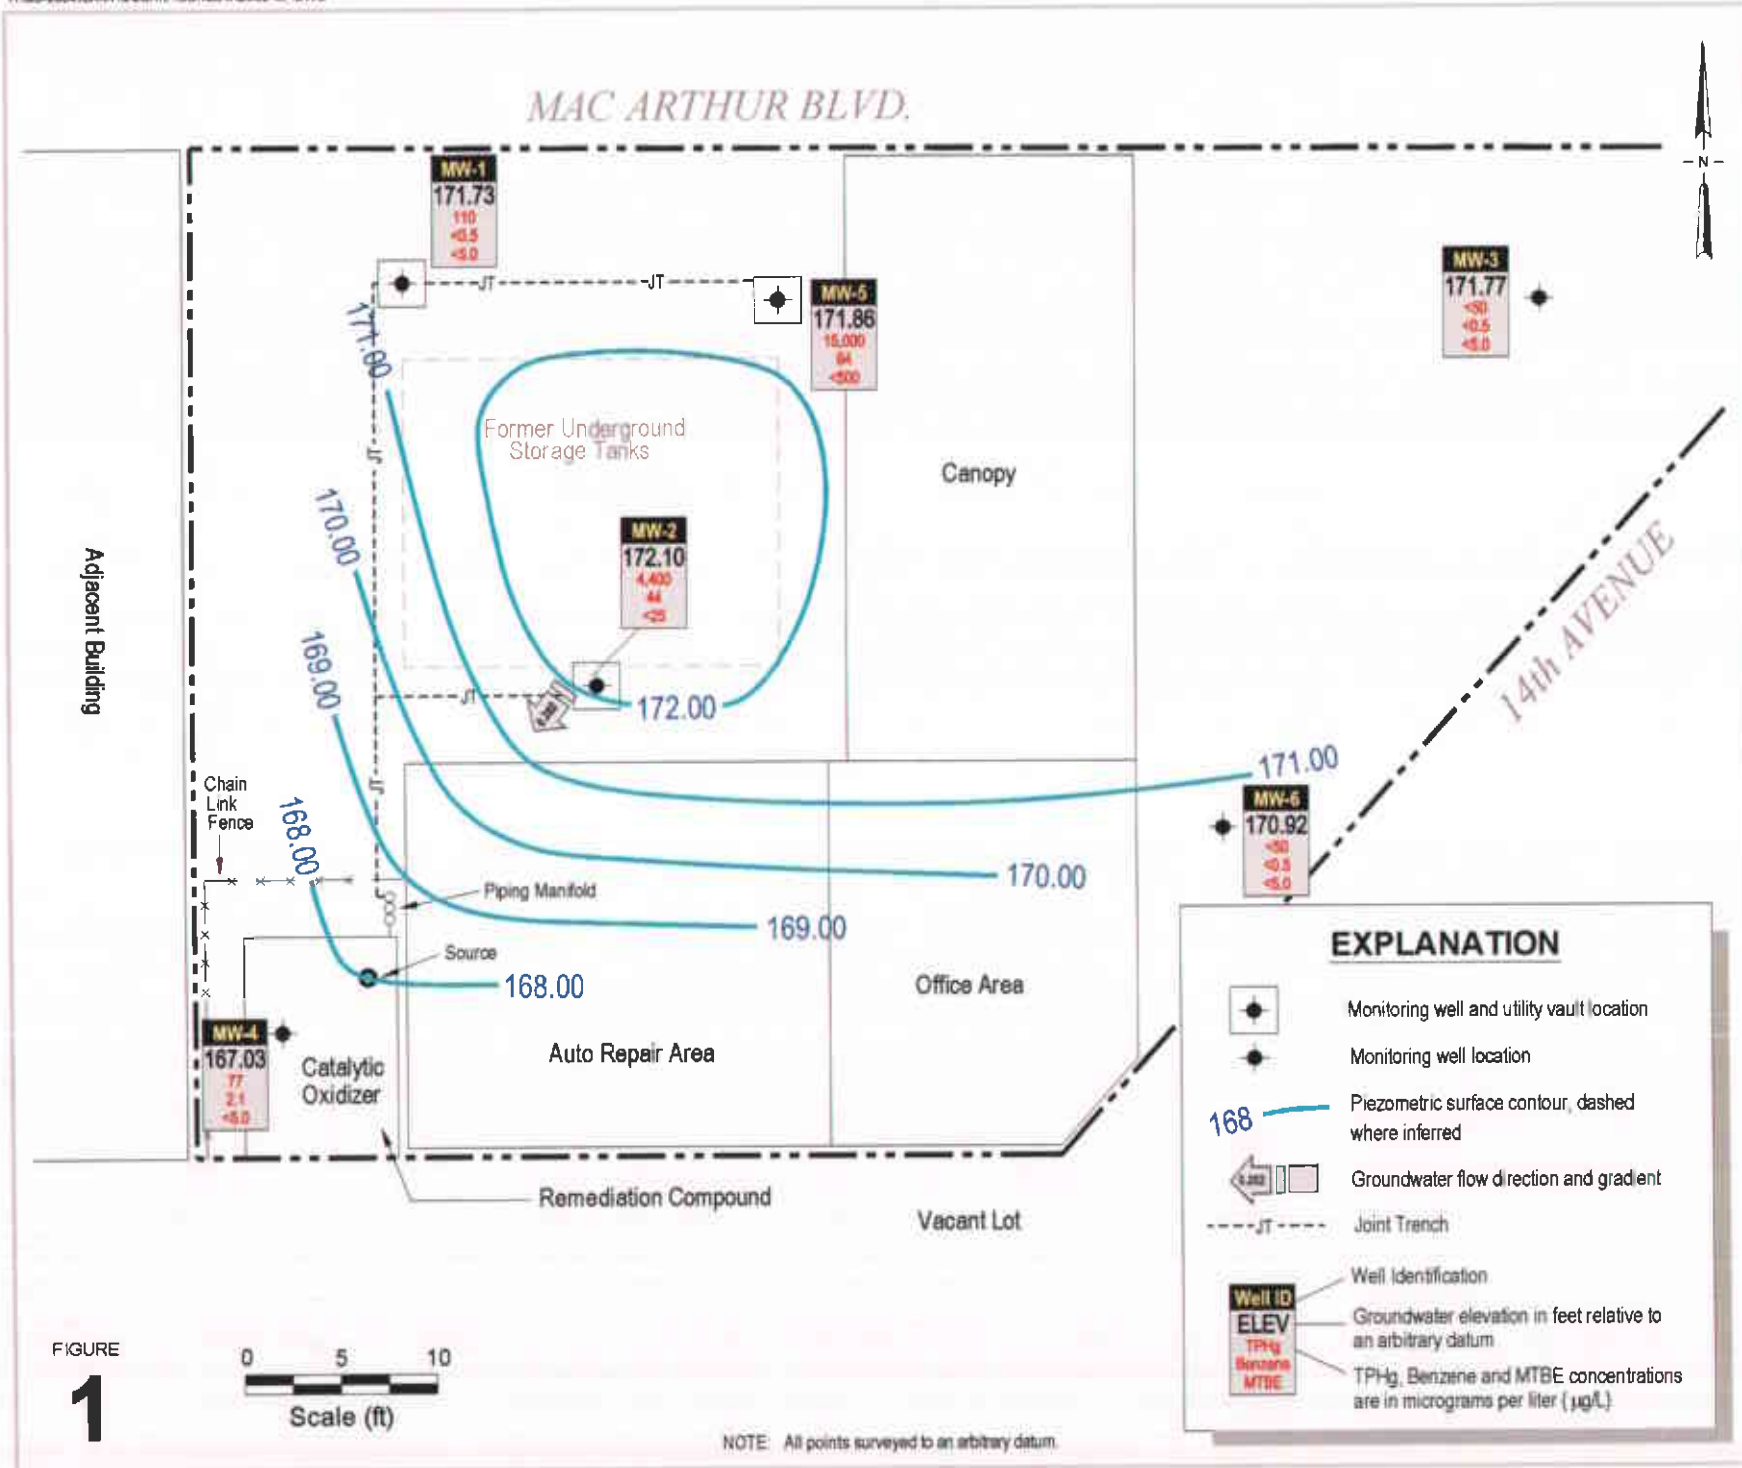 MAC ARTHUR BLVD.
N
MW-1
171.73
110
<0.5
<5.0
MW-3
171.77
<50
<0.5
<5.0
JT
JT
MW-5
171.86
15,000
64
<500
171.00
Former Underground
Storage Tanks
JT
Canopy
170.00
MW-2
172.10
4,400
44
<25
14th AVENUE
Adjacent Building
169.00
JT
172.00
JT
171.00
Chain
Link
Fence
168.00
MW-6
170.92
<50
<0.5
<5.0
170.00
Piping Manifold
169.00
Source
168.00
Office Area
MW-4
167.03
77
2.1
<5.0
Catalytic
Oxidizer
Auto Repair Area
Remediation Compound
Vacant Lot
EXPLANATION
Monitoring well and utility vault location
Monitoring well location
168
Piezometric surface contour, dashed
where inferred
Groundwater flow direction and gradient
JT
Joint Trench
Well ID
ELEV
TPHg
Benzene
MTBE
Well Identification
Groundwater elevation in feet relative to
an arbitrary datum
TPHg, Benzene and MTBE concentrations
are in micrograms per liter (µg/L)
FIGURE
1
0 5 10
Scale (ft)
NOTE: All points surveyed to an arbitrary datum.